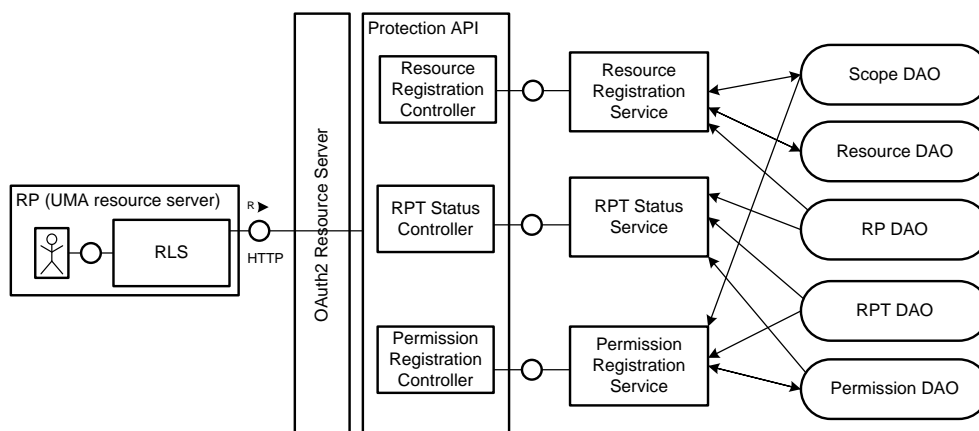 RP (UMA resource server)
RLS
R
HTTP
OAuth2 Resource Server
Protection API
Resource
Registration
Controller
RPT Status
Controller
Permission
Registration
Controller
Resource
Registration
Service
RPT Status
Service
Permission
Registration
Service
Scope DAO
Resource DAO
RP DAO
RPT DAO
Permission DAO